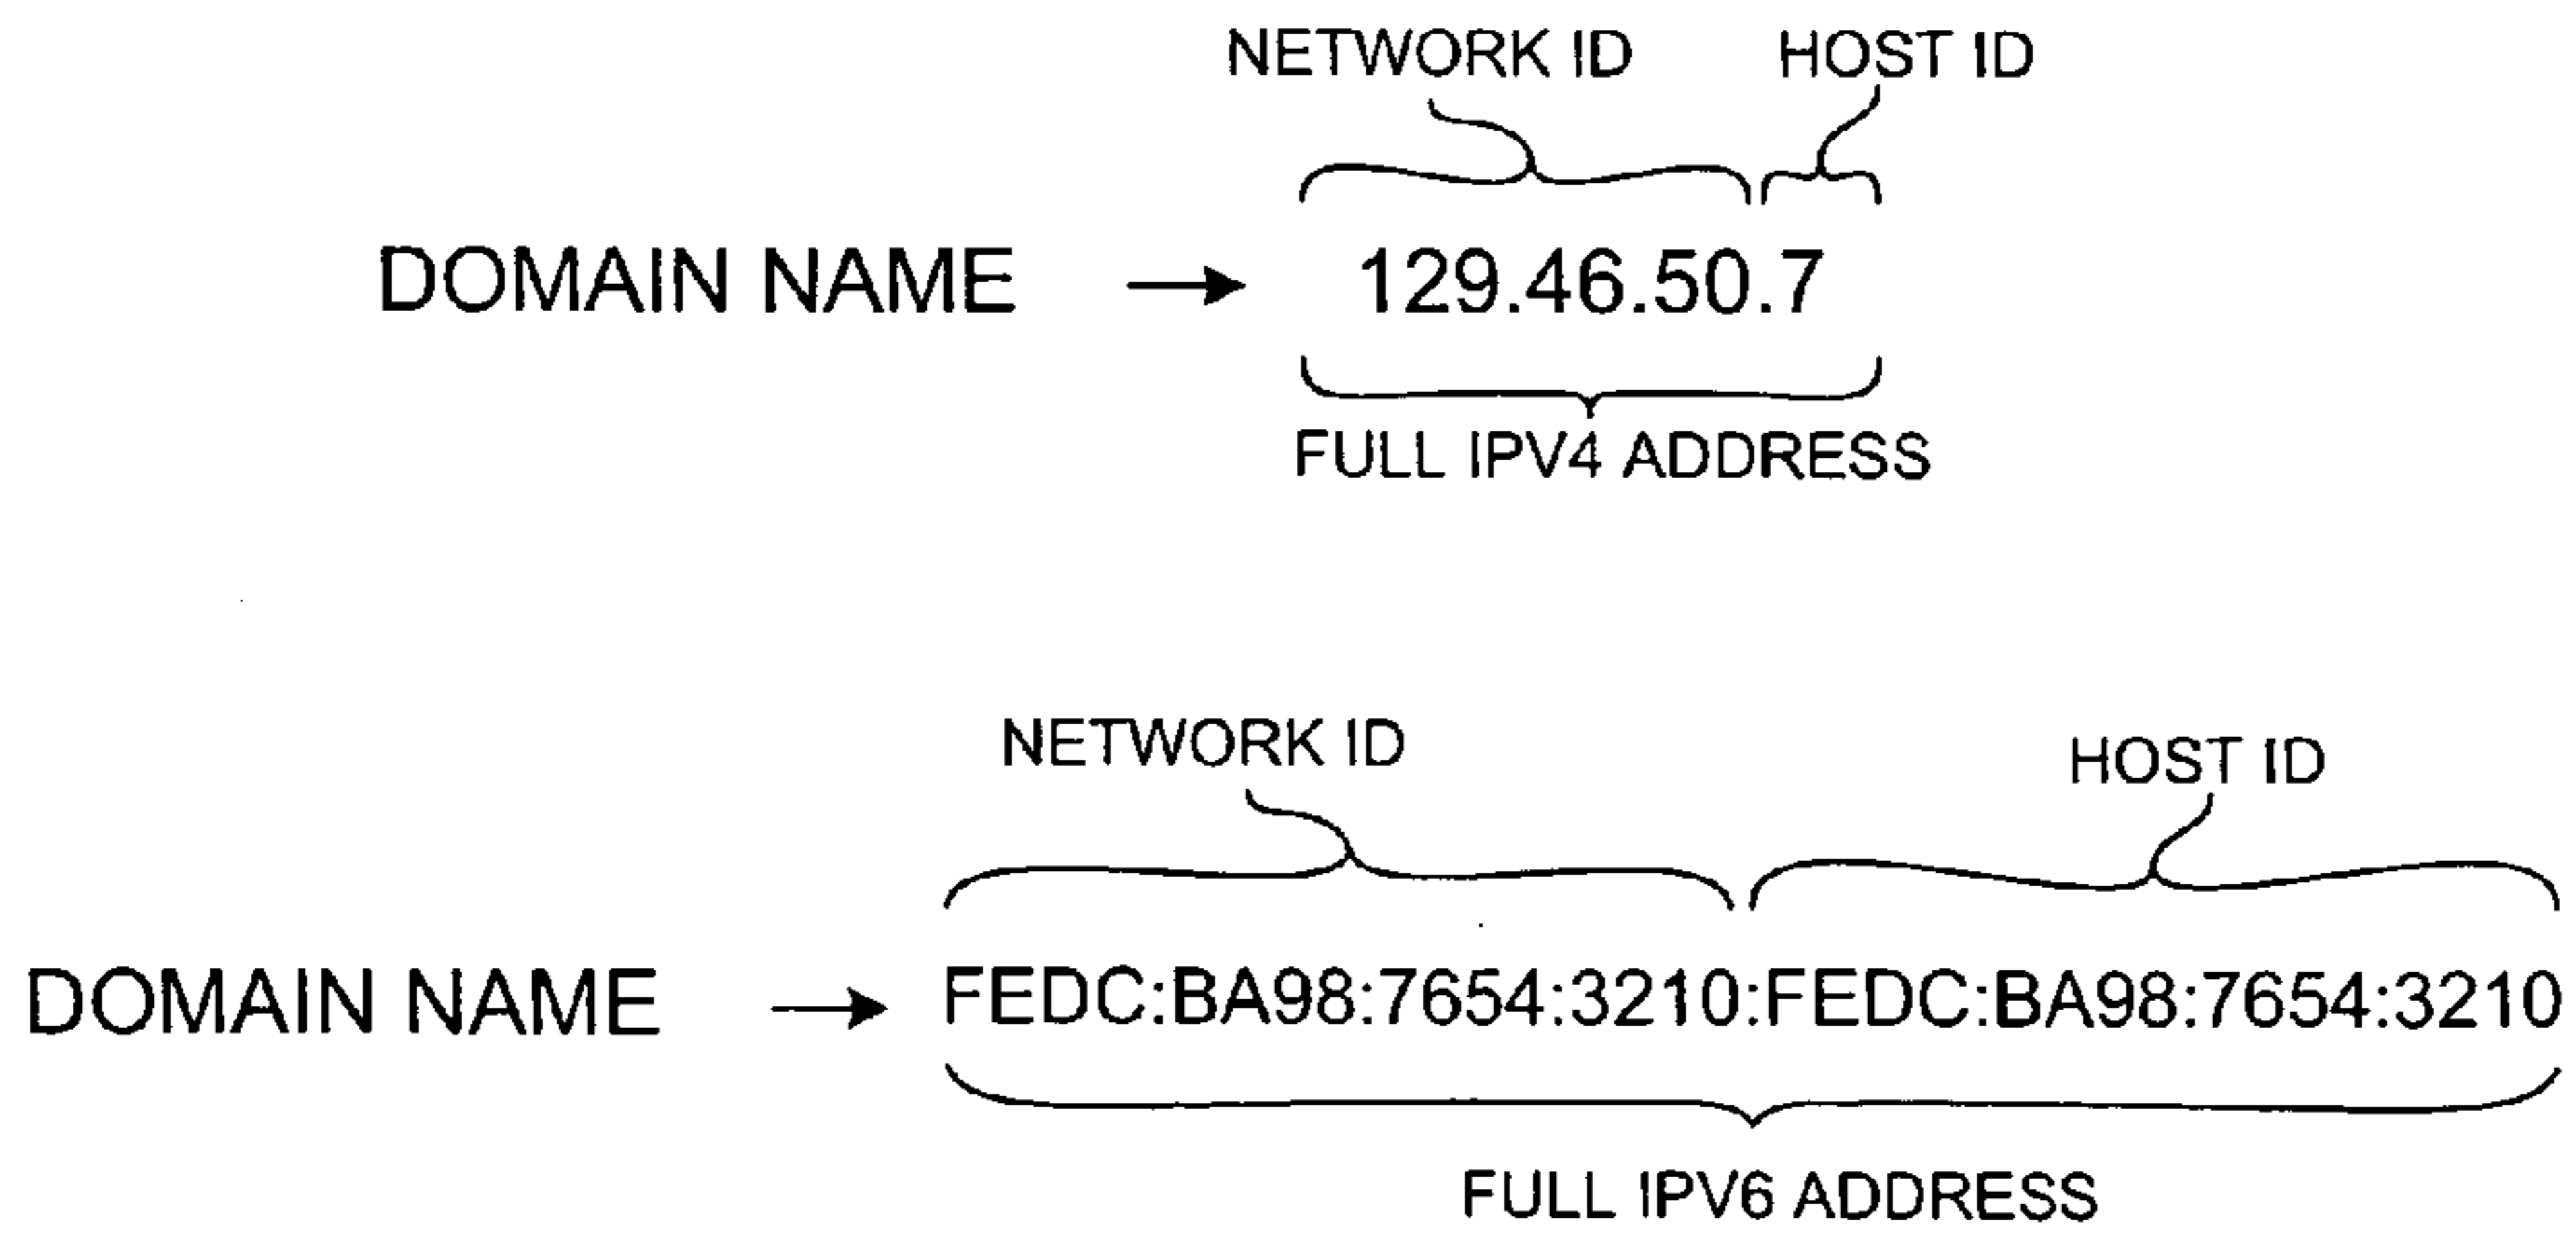 NETWORK ID HOST ID
DOMAIN NAME → 129.46.50.7
FULL IPV4 ADDRESS
NETWORK ID HOST ID
DOMAIN NAME → FEDC:BA98:7654:3210:FEDC:BA98:7654:3210
FULL IPV6 ADDRESS